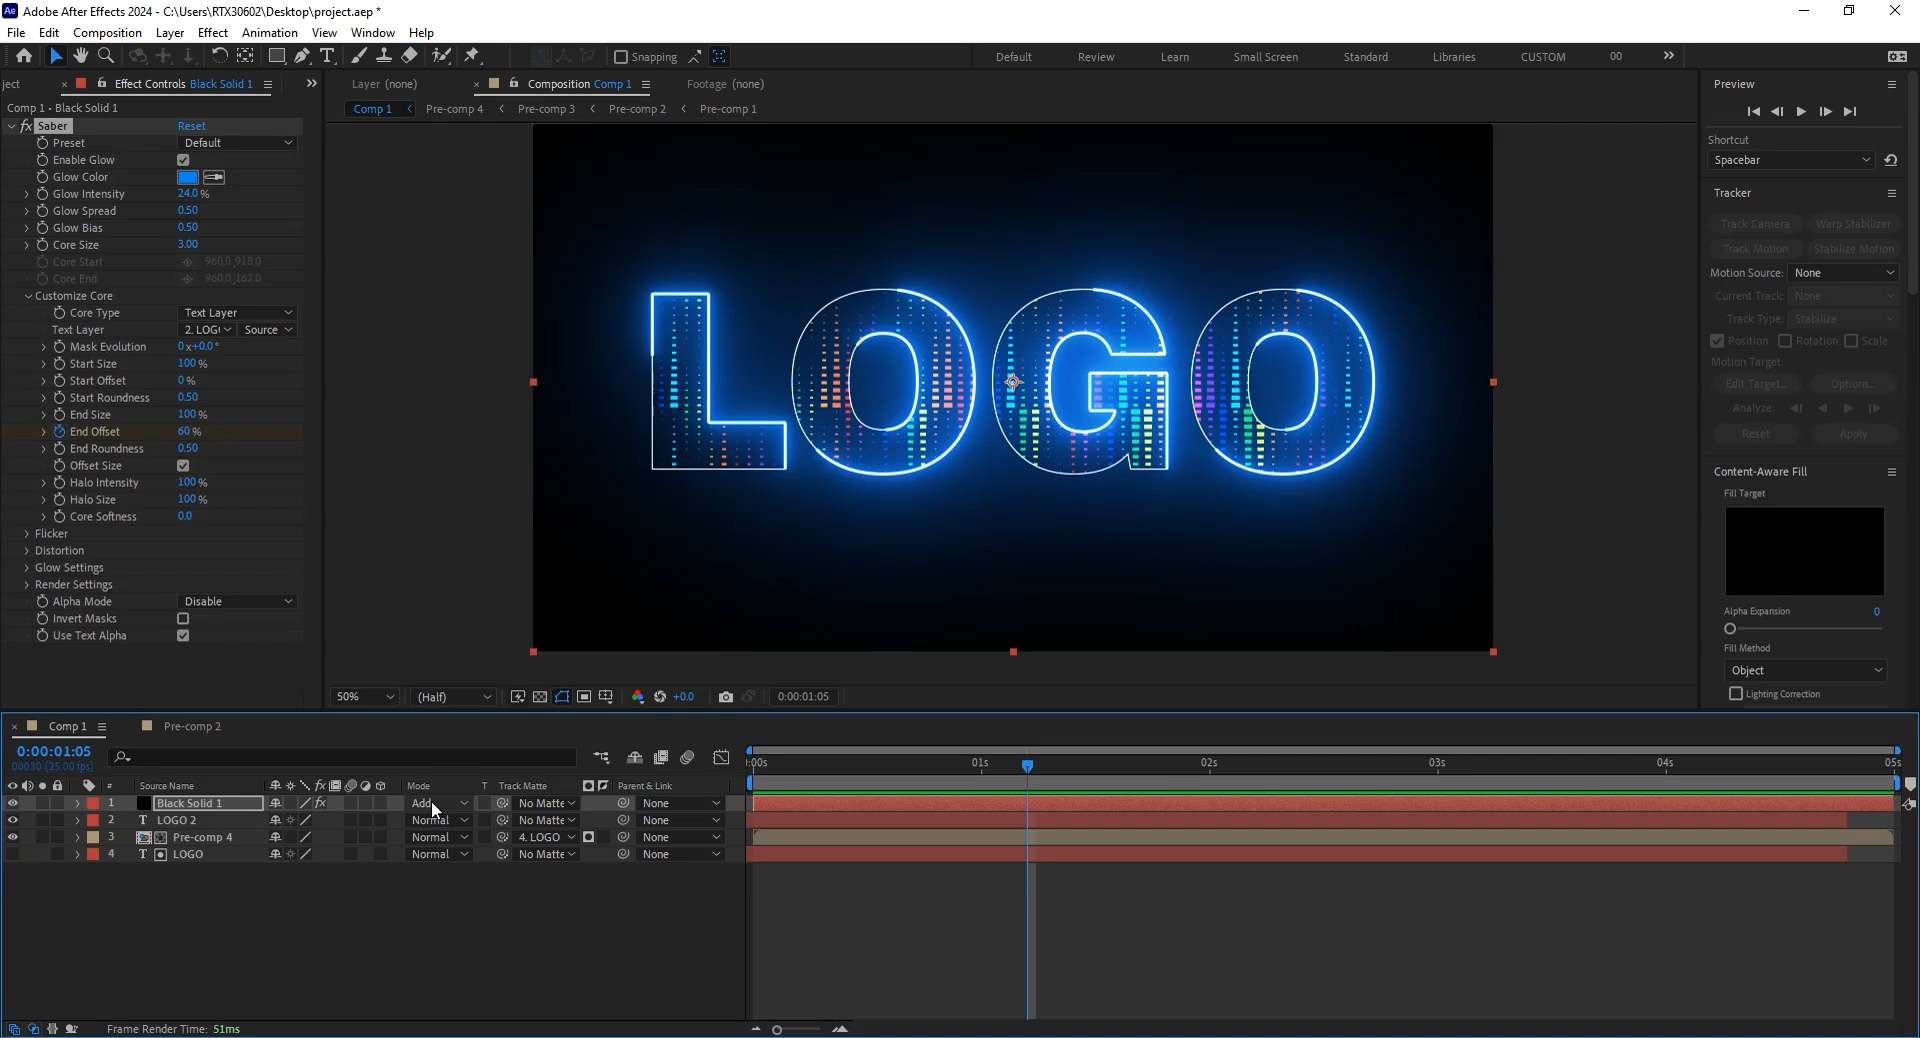 Adobe After Effects 2024 - C:\Users\RTX30602\Desktop\project.aep *
File Edit Composition Layer Effect Animation View Window Help
Snapping Default Review Learn Small Screen Standard Libraries CUSTOM 00
ject Effect Controls Black Solid 1
Layer (none) Composition Comp 1 Footage (none)
Preview
Comp 1 • Black Solid 1
Comp 1 Pre-comp 4 Pre-comp 3 Pre-comp 2 Pre-comp 1
fx Saber Reset
Preset Default
Enable Glow
Glow Color
Glow Intensity 24.0 %
Glow Spread 0.50
Glow Bias 0.50
Core Size 3.00
Core Start 960.0,918.0
Core End 960.0,162.0
Customize Core
Core Type Text Layer
Text Layer 2. LOG Source
Mask Evolution 0x+0.0°
Start Size 100 %
Start Offset 0 %
Start Roundness 0.50
End Size 100 %
End Offset 60 %
End Roundness 0.50
Offset Size
Halo Intensity 100 %
Halo Size 100 %
Core Softness 0.0
Flicker
Distortion
Glow Settings
Render Settings
Alpha Mode Disable
Invert Masks
Use Text Alpha
LOGO
50% (Half) +0.0 0:00:01:05
Shortcut
Spacebar
Tracker
Track Camera Warp Stabilizer
Track Motion Stabilize Motion
Motion Source: None
Current Track: None
Track Type: Stabilize
Position Rotation Scale
Motion Target:
Edit Target... Options...
Analyze:
Reset Apply
Content-Aware Fill
Fill Target
Alpha Expansion 0
Fill Method
Object
Lighting Correction
Comp 1 Pre-comp 2
0:00:01:05
00030 (25.00 fps)
:00s 01s 02s 03s 04s 05s
# Source Name fx Mode T Track Matte Parent & Link
1 Black Solid 1 fx Add No Matte None
2 T LOGO 2 Normal No Matte None
3 Pre-comp 4 Normal 4. LOGO None
4 T LOGO Normal No Matte None
Frame Render Time: 51ms